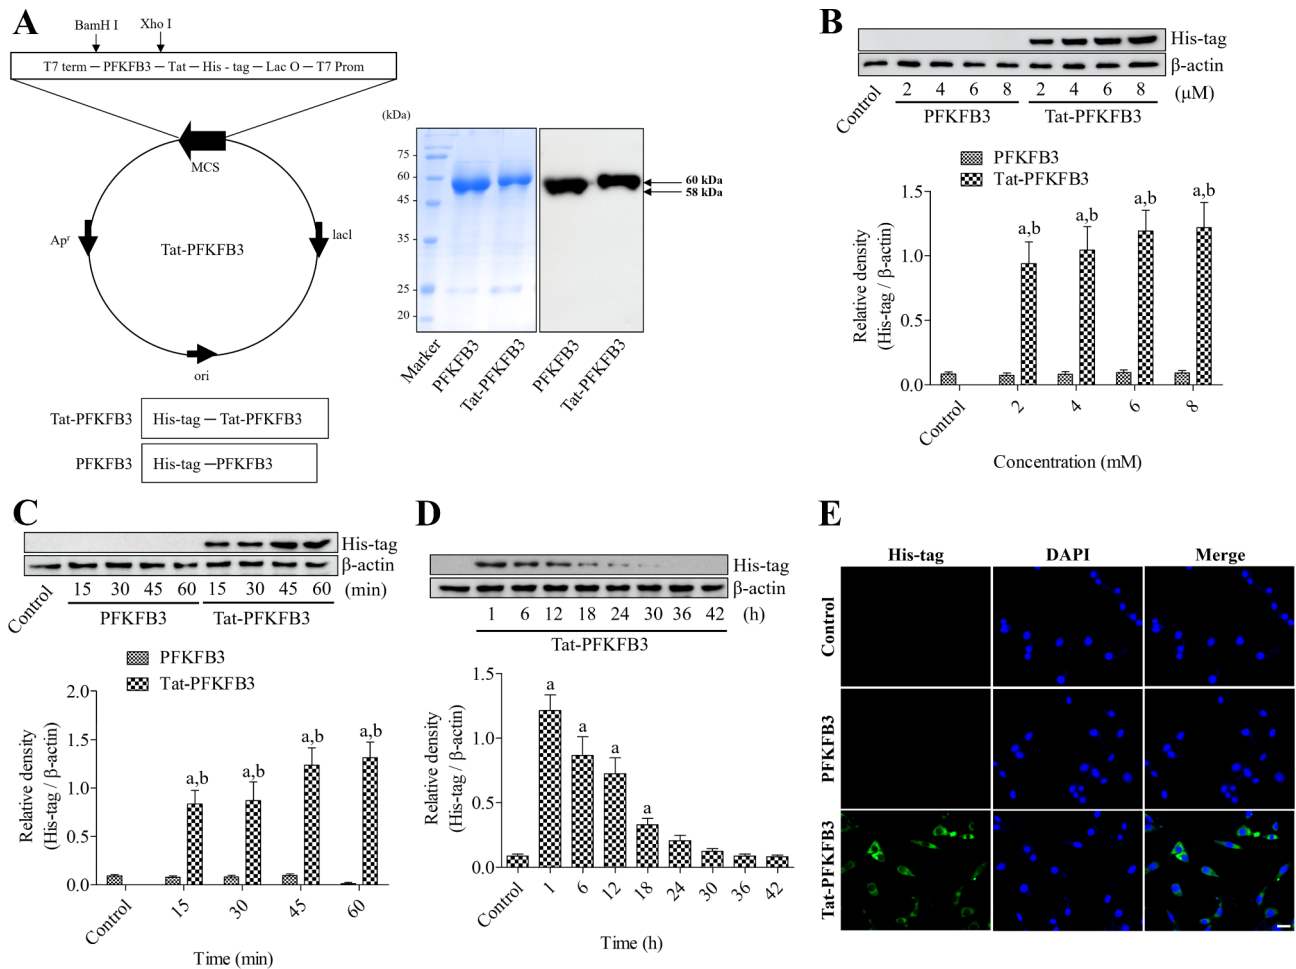 A
BamH I
Xho I
T7 term — PFKFB3 — Tat — His - tag — Lac O — T7 Prom
MCS
Apr
lacI
Tat-PFKFB3
ori
Tat-PFKFB3
His-tag — Tat-PFKFB3
PFKFB3
His-tag —PFKFB3
(kDa)
75
60
45
35
25
20
60 kDa
58 kDa
Marker
PFKFB3
Tat-PFKFB3
PFKFB3
Tat-PFKFB3
B
His-tag
β-actin
Control
2 4 6 8 2 4 6 8 (μM)
PFKFB3 Tat-PFKFB3
PFKFB3
Tat-PFKFB3
Relative density
(His-tag / β-actin)
1.5
1.0
0.5
0.0
a,b
a,b
a,b
a,b
Control 2 4 6 8
Concentration (mM)
C
His-tag
β-actin
Control
15 30 45 60 15 30 45 60 (min)
PFKFB3 Tat-PFKFB3
PFKFB3
Tat-PFKFB3
Relative density
(His-tag / β-actin)
2.0
1.5
1.0
0.5
0.0
a,b
a,b
a,b
a,b
Control 15 30 45 60
Time (min)
D
His-tag
β-actin
1 6 12 18 24 30 36 42 (h)
Tat-PFKFB3
Relative density
(His-tag / β-actin)
1.5
1.0
0.5
0.0
a
a
a
a
Control 1 6 12 18 24 30 36 42
Time (h)
E
His-tag DAPI Merge
Control
PFKFB3
Tat-PFKFB3